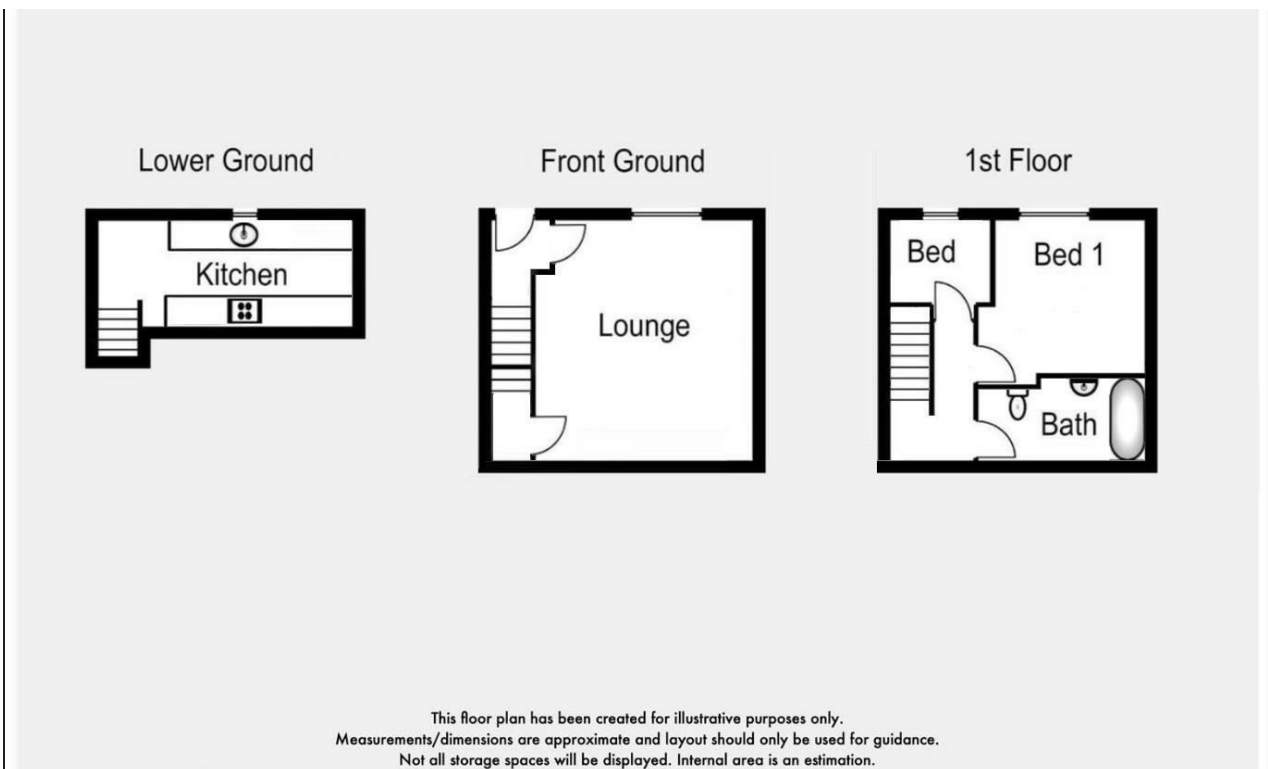 Lower Ground
Front Ground
1st Floor
Kitchen
Lounge
Bed
Bed 1
Bath
This floor plan has been created for illustrative purposes only.
Measurements/dimensions are approximate and layout should only be used for guidance.
Not all storage spaces will be displayed. Internal area is an estimation.